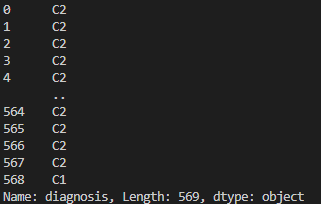 0 C2
1 C2
2 C2
3 C2
4 C2
..
564 C2
565 C2
566 C2
567 C2
568 C1
Name: diagnosis, Length: 569, dtype: object